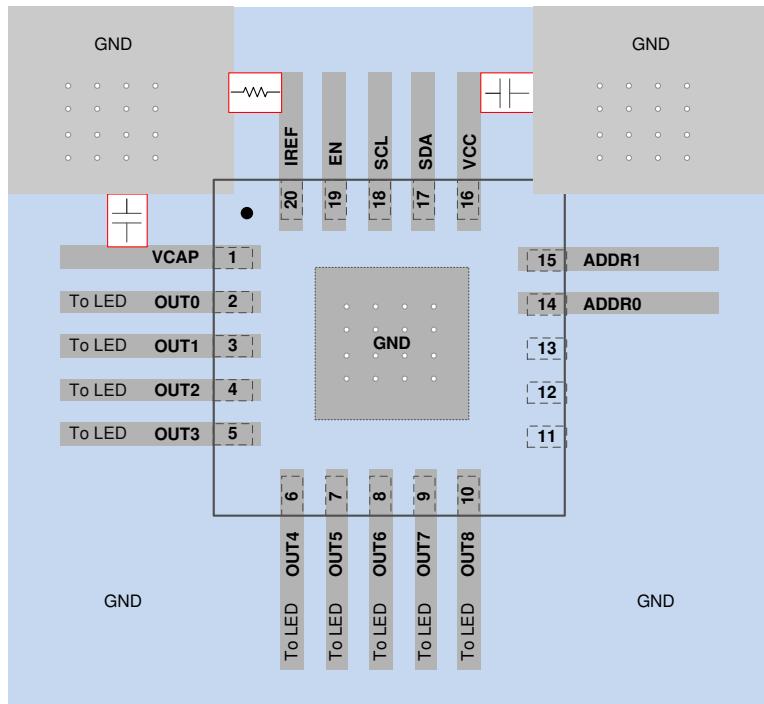 GND
GND
IREF
EN
SCL
SDA
VCC
20
19
18
17
16
VCAP 1
To LED OUT0 2
To LED OUT1 3
To LED OUT2 4
To LED OUT3 5
15 ADDR1
14 ADDR0
13
12
11
GND
6
7
8
9
10
OUT4
OUT5
OUT6
OUT7
OUT8
To LED
To LED
To LED
To LED
To LED
GND
GND